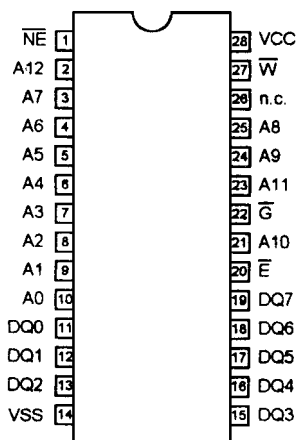 N̅E̅ 1 28 VCC
A12 2 27 W̅
A7 3 26 n.c.
A6 4 25 A8
A5 5 24 A9
A4 6 23 A11
A3 7 22 G̅
A2 8 21 A10
A1 9 20 E̅
A0 10 19 DQ7
DQ0 11 18 DQ6
DQ1 12 17 DQ5
DQ2 13 16 DQ4
VSS 14 15 DQ3